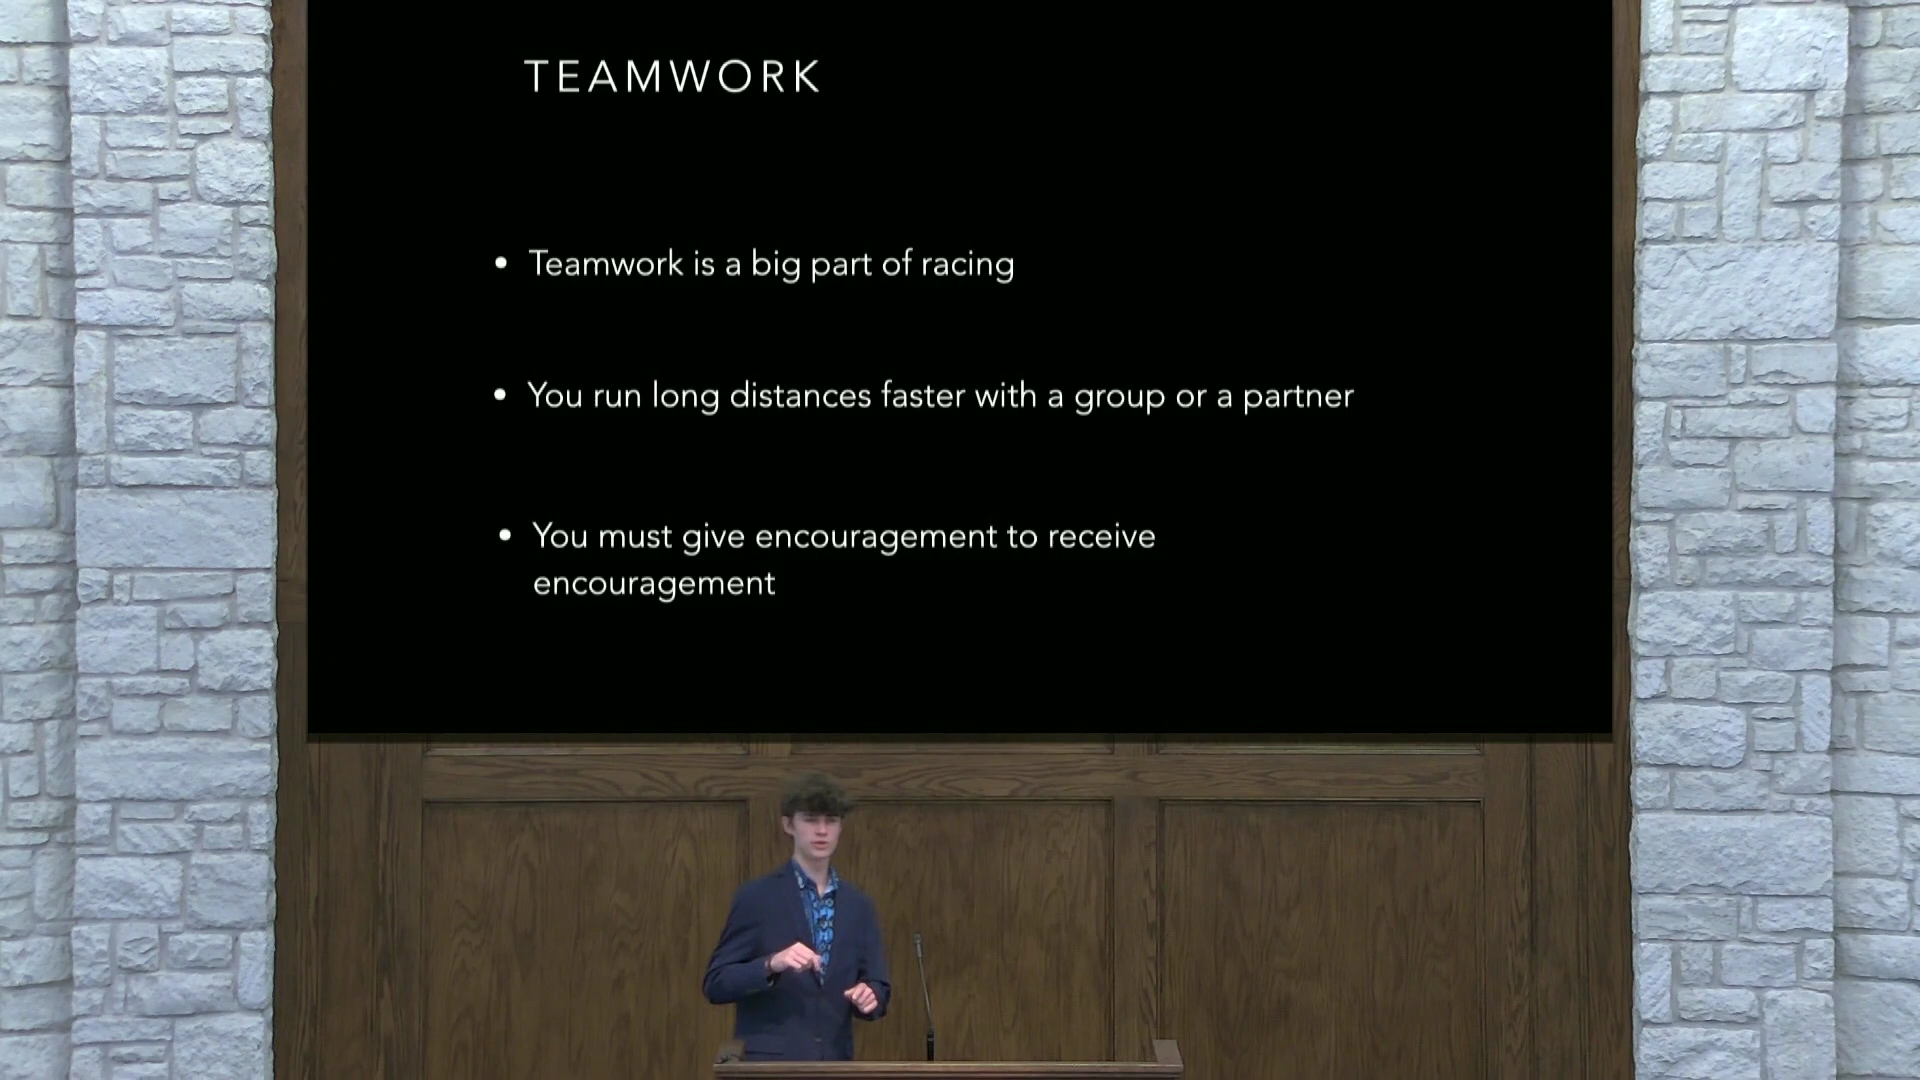 TEAMWORK
• Teamwork is a big part of racing
• You run long distances faster with a group or a partner
• You must give encouragement to receive
encouragement